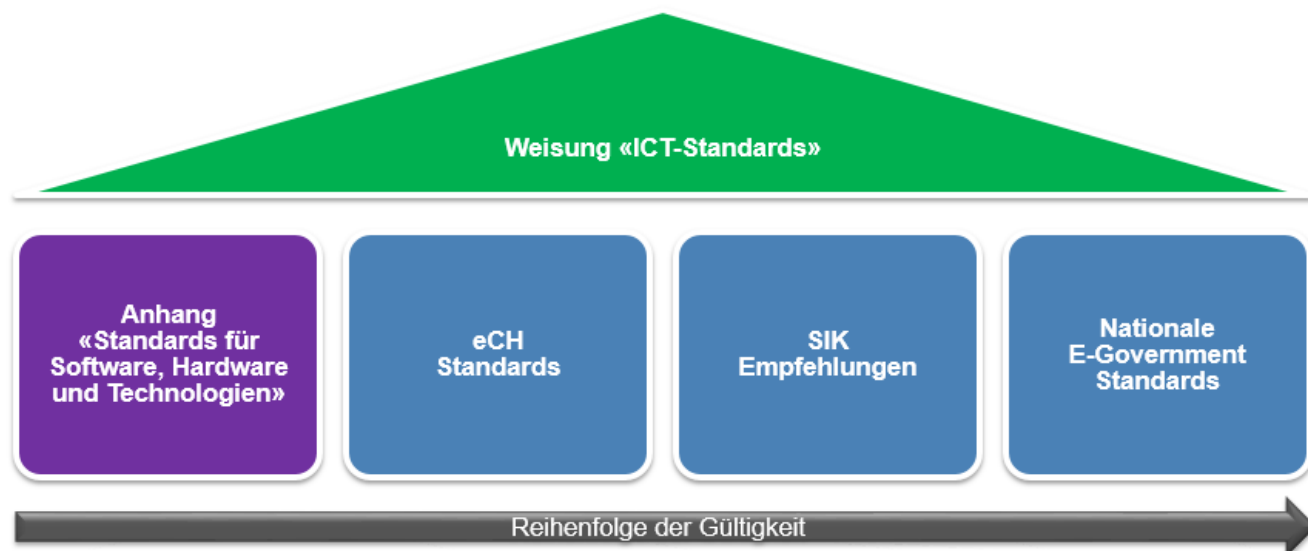 Weisung «ICT-Standards»
Anhang
«Standards für
Software, Hardware
und Technologien»
eCH
Standards
SIK
Empfehlungen
Nationale
E-Government
Standards
Reihenfolge der Gültigkeit